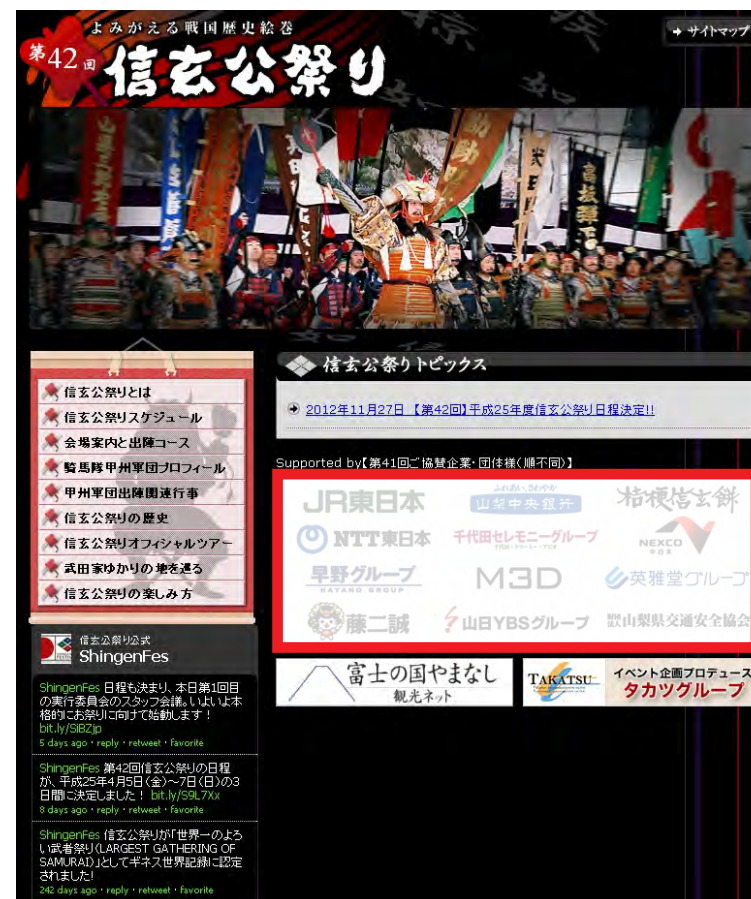 よみがえる戦国歴史絵巻
第42回
信玄公祭り
サイトマップ
高坂弾正
信玄公祭りトピックス
2012年11月27日 【第42回】平成25年度信玄公祭り日程決定!!
信玄公祭りとは
信玄公祭りスケジュール
会場案内と出陣コース
騎馬隊甲州軍団プロフィール
甲州軍団出陣関連行事
信玄公祭りの歴史
信玄公祭りオフィシャルツアー
武田家ゆかりの地を巡る
信玄公祭りの楽しみ方
Supported by【第41回ご協賛企業・団体様(順不同)】
JR東日本
ふれあい、さわやか
山梨中央銀行
桔梗信玄餅
NTT東日本
千代田セレモニーグループ
NEXCO
中日本
早野グループ
HAYANO GROUP
M3D
英雅堂グループ
藤二誠
山日YBSグループ
山梨県交通安全協会
富士の国やまなし
観光ネット
TAKATSU
イベント企画プロデュース
タカツグループ
信玄公祭り公式
ShingenFes
ShingenFes 日程も決まり、本日第1回目
の実行委員会のスタッフ会議。いよいよ本
格的にお祭りに向けて始動します！
bit.ly/SiBZjp
5 days ago・reply・retweet・favorite
ShingenFes 第42回信玄公祭りの日程
が、平成25年4月5日(金)～7日(日)の3
日間に決定しました！ bit.ly/S9L7Xx
8 days ago・reply・retweet・favorite
ShingenFes 信玄公祭りが「世界一のよろ
い武者祭り(LARGEST GATHERING OF
SAMURAI)」としてギネス世界記録に認定
されました!
242 days ago・reply・retweet・favorite